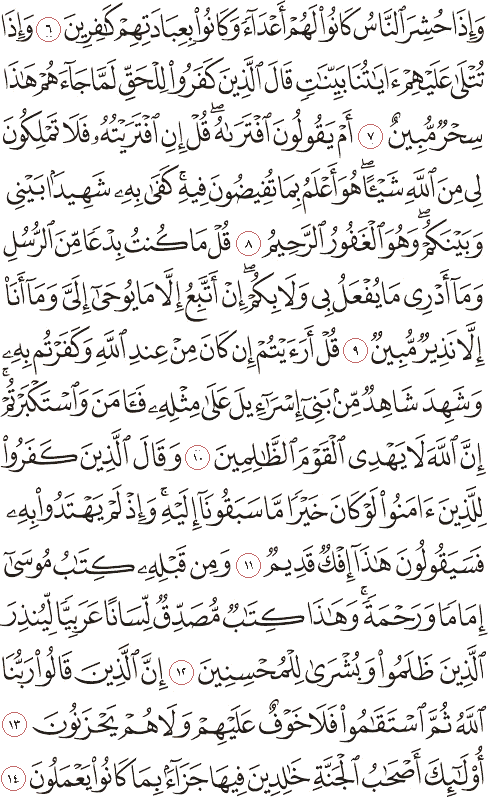 وَإِذَا حُشِرَ ٱلنَّاسُ كَانُوا۟ لَهُمْ أَعْدَآءً وَكَانُوا۟ بِعِبَادَتِهِمْ كَـٰفِرِينَ ٦ وَإِذَا
تُتْلَىٰ عَلَيْهِمْ ءَايَـٰتُنَا بَيِّنَـٰتٍ قَالَ ٱلَّذِينَ كَفَرُوا۟ لِلْحَقِّ لَمَّا جَآءَهُمْ هَـٰذَا
سِحْرٌ مُّبِينٌ ٧ أَمْ يَقُولُونَ ٱفْتَرَىٰهُ ۖ قُلْ إِنِ ٱفْتَرَيْتُهُۥ فَلَا تَمْلِكُونَ
لِى مِنَ ٱللَّهِ شَيْـًٔا ۖ هُوَ أَعْلَمُ بِمَا تُفِيضُونَ فِيهِ ۖ كَفَىٰ بِهِۦ شَهِيدًۢا بَيْنِى
وَبَيْنَكُمْ ۖ وَهُوَ ٱلْغَفُورُ ٱلرَّحِيمُ ٨ قُلْ مَا كُنتُ بِدْعًا مِّنَ ٱلرُّسُلِ
وَمَآ أَدْرِى مَا يُفْعَلُ بِى وَلَا بِكُمْ ۖ إِنْ أَتَّبِعُ إِلَّا مَا يُوحَىٰٓ إِلَىَّ وَمَآ أَنَا۠
إِلَّا نَذِيرٌ مُّبِينٌ ٩ قُلْ أَرَءَيْتُمْ إِن كَانَ مِنْ عِندِ ٱللَّهِ وَكَفَرْتُم بِهِۦ
وَشَهِدَ شَاهِدٌ مِّنۢ بَنِىٓ إِسْرَٰٓءِيلَ عَلَىٰ مِثْلِهِۦ فَـَٔامَنَ وَٱسْتَكْبَرْتُمْ ۚ
إِنَّ ٱللَّهَ لَا يَهْدِى ٱلْقَوْمَ ٱلظَّـٰلِمِينَ ١٠ وَقَالَ ٱلَّذِينَ كَفَرُوا۟
لِلَّذِينَ ءَامَنُوا۟ لَوْ كَانَ خَيْرًا مَّا سَبَقُونَآ إِلَيْهِ ۚ وَإِذْ لَمْ يَهْتَدُوا۟ بِهِۦ
فَسَيَقُولُونَ هَـٰذَآ إِفْكٌ قَدِيمٌ ١١ وَمِن قَبْلِهِۦ كِتَـٰبُ مُوسَىٰٓ
إِمَامًا وَرَحْمَةً ۚ وَهَـٰذَا كِتَـٰبٌ مُّصَدِّقٌ لِّسَانًا عَرَبِيًّا لِّيُنذِرَ
ٱلَّذِينَ ظَلَمُوا۟ وَبُشْرَىٰ لِلْمُحْسِنِينَ ١٢ إِنَّ ٱلَّذِينَ قَالُوا۟ رَبُّنَا
ٱللَّهُ ثُمَّ ٱسْتَقَـٰمُوا۟ فَلَا خَوْفٌ عَلَيْهِمْ وَلَا هُمْ يَحْزَنُونَ ١٣
أُو۟لَـٰٓئِكَ أَصْحَـٰبُ ٱلْجَنَّةِ خَـٰلِدِينَ فِيهَا جَزَآءًۢ بِمَا كَانُوا۟ يَعْمَلُونَ ١٤